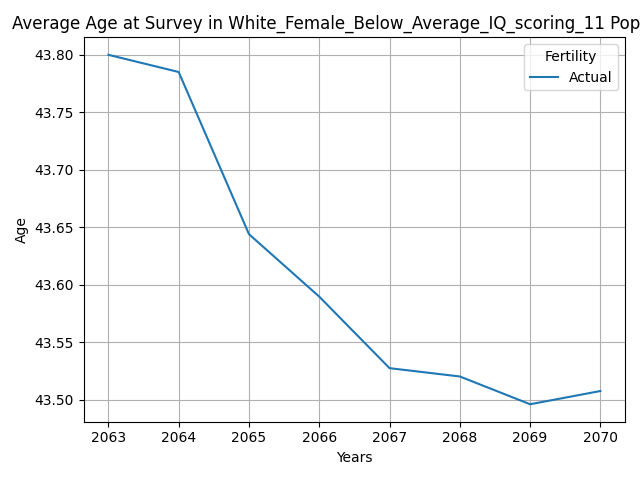 Average Age at Survey in White_Female_Below_Average_IQ_scoring_11 Pop
Fertility
Actual
43.80
43.75
43.70
43.65
43.60
43.55
43.50
Age
2063 2064 2065 2066 2067 2068 2069 2070
Years